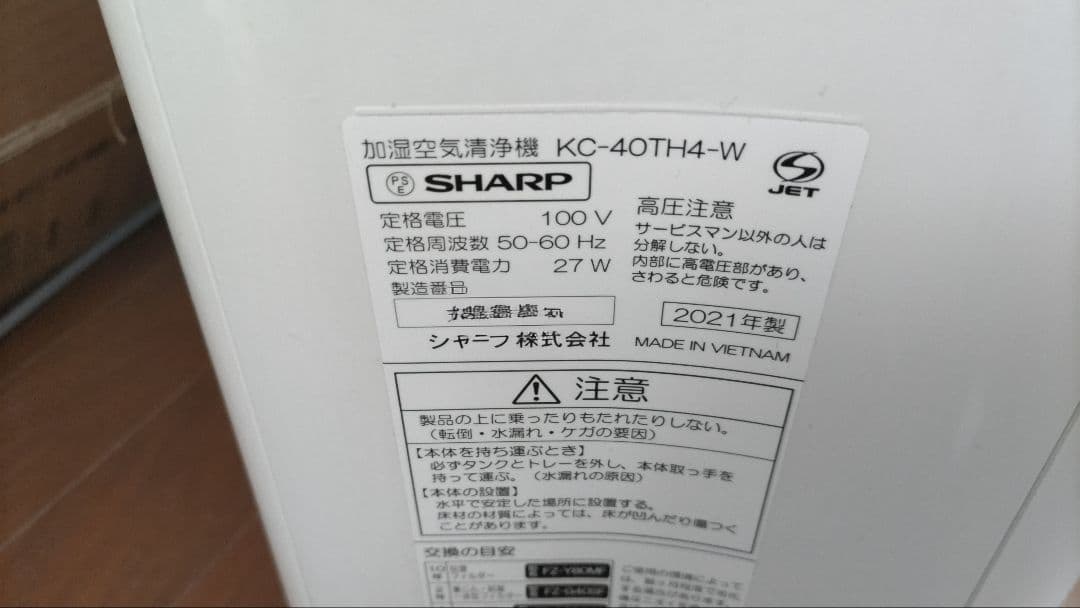 加湿空気清浄機 KC-40TH4-W
PS E SHARP
JET
定格電圧 100 V
定格周波数 50-60 Hz
定格消費電力 27 W
製造番号
株式会社
高圧注意
サービスマン以外の人は
分解しない。
内部に高電圧部があり、
さわると危険です。
2021年製
MADE IN VIETNAM
注意
製品の上に乗ったりもたれたりしない。
(転倒・水漏れ・ケガの要因)
【本体を持ち運ぶとき】
必ずタンクとトレーを外し、本体取っ手を
持って運ぶ。(水漏れの原因)
【本体の設置】
水平で安定した場所に設置する。
床材の材質によっては、床が凹んだり傷つく
ことがあります。
交換の目安
フィルター